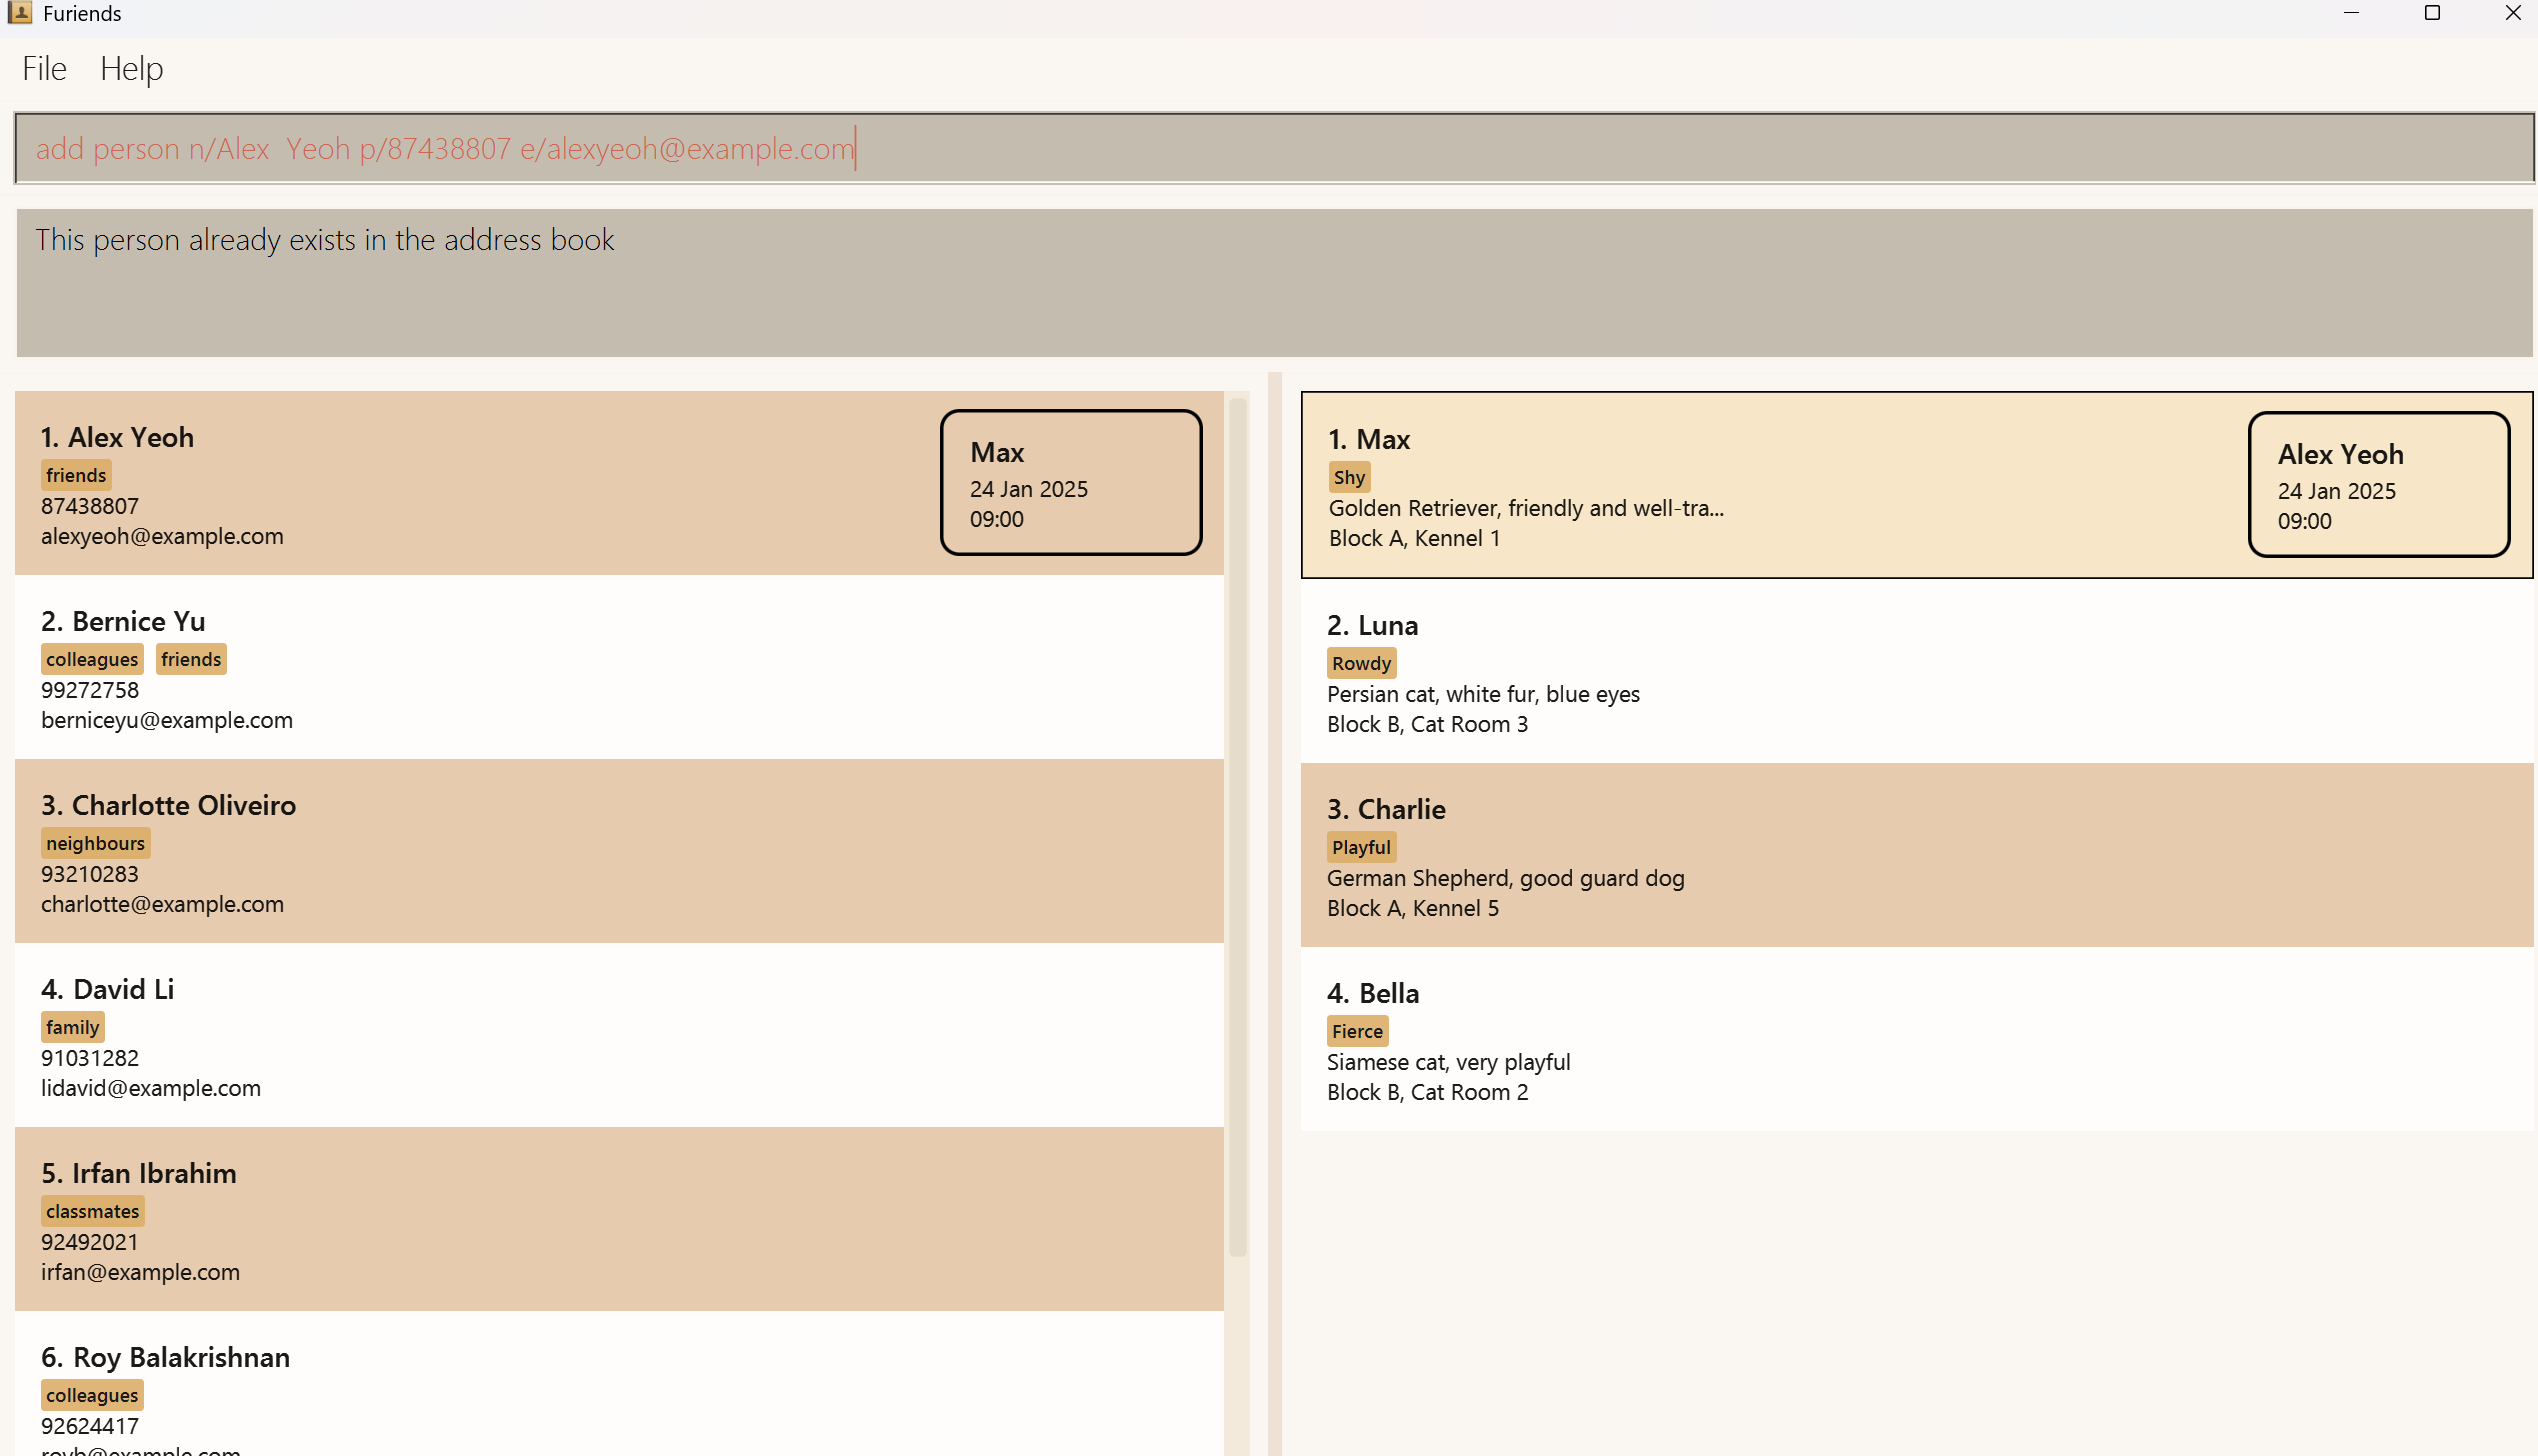 Furiends
File Help
add person n/Alex  Yeoh p/87438807 e/alexyeoh@example.com
This person already exists in the address book
1. Alex Yeoh
friends
87438807
alexyeoh@example.com
Max
24 Jan 2025
09:00
2. Bernice Yu
colleagues friends
99272758
berniceyu@example.com
3. Charlotte Oliveiro
neighbours
93210283
charlotte@example.com
4. David Li
family
91031282
lidavid@example.com
5. Irfan Ibrahim
classmates
92492021
irfan@example.com
6. Roy Balakrishnan
colleagues
92624417
royb@example.com
1. Max
Shy
Golden Retriever, friendly and well-tra...
Block A, Kennel 1
Alex Yeoh
24 Jan 2025
09:00
2. Luna
Rowdy
Persian cat, white fur, blue eyes
Block B, Cat Room 3
3. Charlie
Playful
German Shepherd, good guard dog
Block A, Kennel 5
4. Bella
Fierce
Siamese cat, very playful
Block B, Cat Room 2